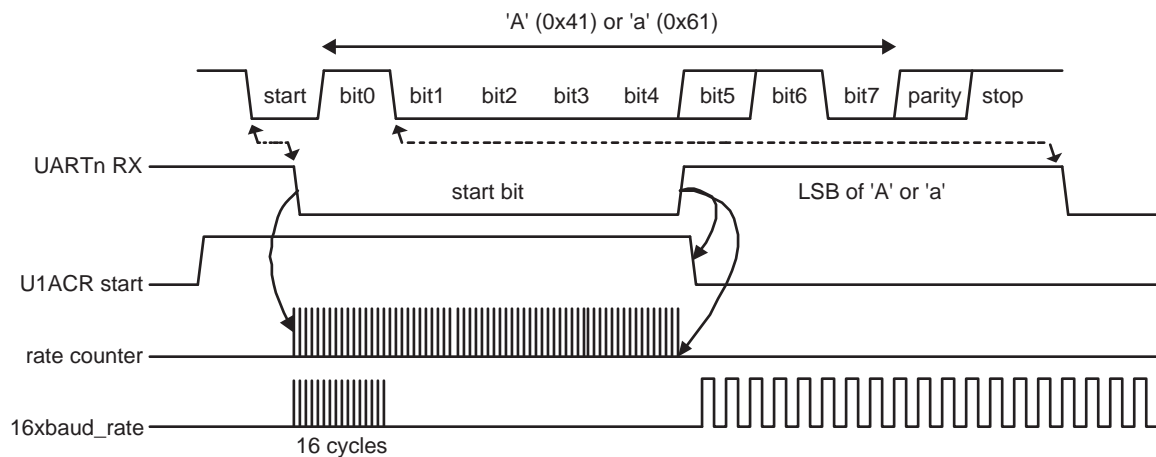 'A' (0x41) or 'a' (0x61)
start bit0 bit1 bit2 bit3 bit4 bit5 bit6 bit7 parity stop
UARTn RX
start bit
LSB of 'A' or 'a'
U1ACR start
rate counter
16xbaud_rate
16 cycles